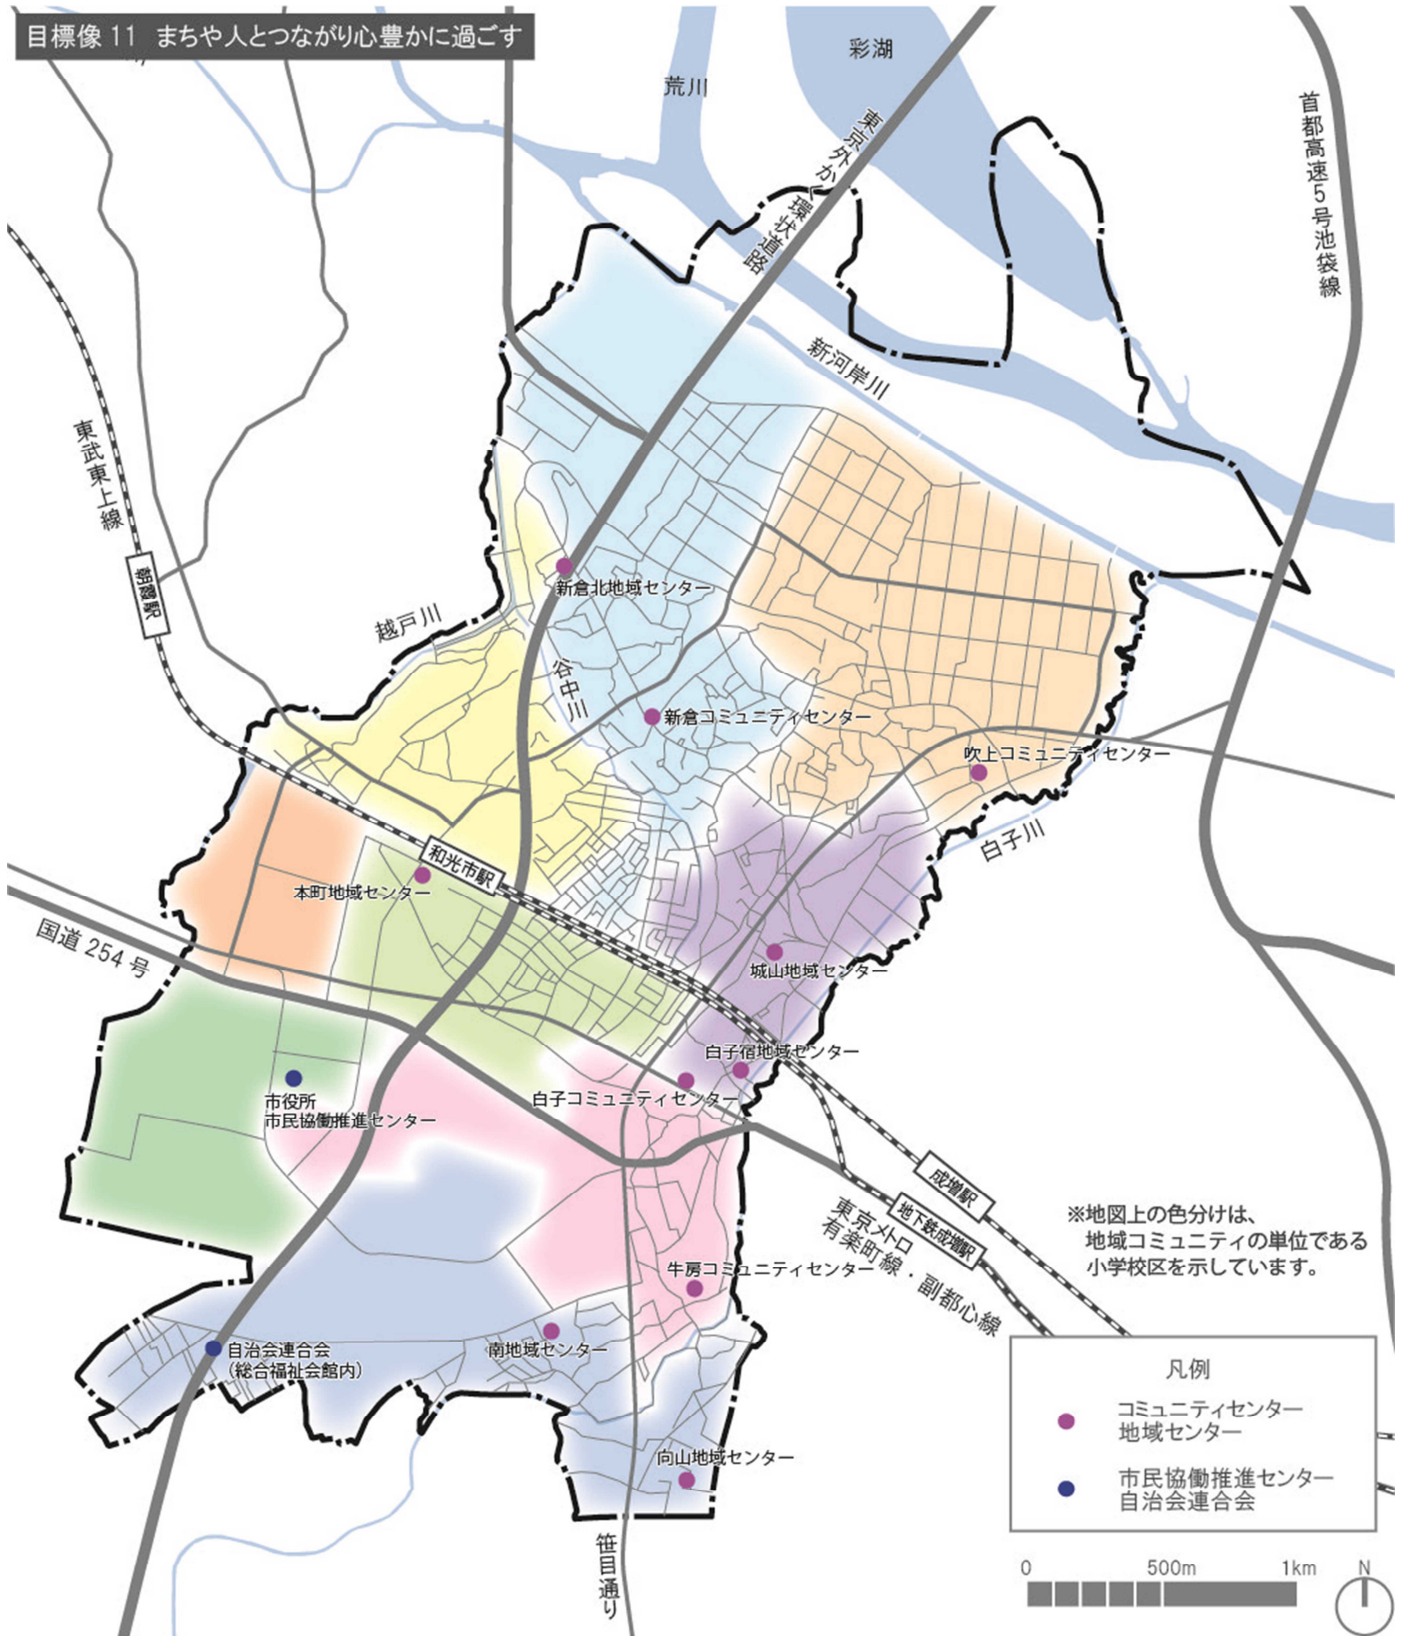 目標像 11 まちや人とつながり心豊かに過ごす
彩湖
荒川
首都高速5号池袋線
東京外かく環状道路
新河岸川
東武東上線
朝霞駅
新倉北地域センター
越戸川
谷中川
新倉コミュニティセンター
吹上コミュニティセンター
白子川
和光市駅
本町地域センター
国道 254 号
城山地域センター
白子宿地域センター
白子コミュニティセンター
市役所
市民協働推進センター
成増駅
地下鉄成増駅
東京メトロ
有楽町線・副都心線
※地図上の色分けは、
地域コミュニティの単位である
小学校区を示しています。
牛房コミュニティセンター
南地域センター
自治会連合会
（総合福祉会館内）
向山地域センター
笹目通り
凡例
コミュニティセンター
地域センター
市民協働推進センター
自治会連合会
0 500m 1km
N